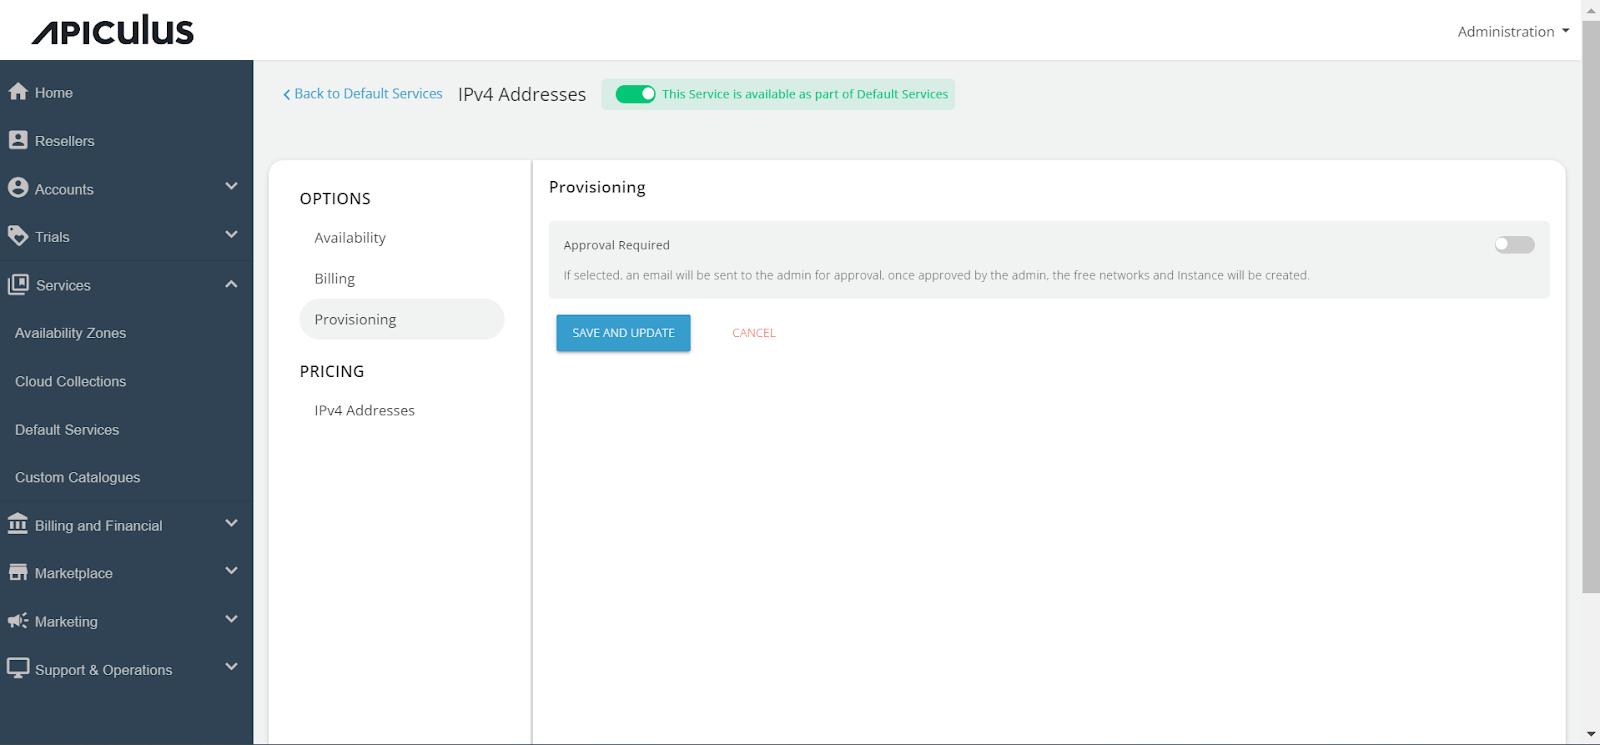 APICULUS
Administration
Home
Resellers
Accounts
Trials
Services
Availability Zones
Cloud Collections
Default Services
Custom Catalogues
Billing and Financial
Marketplace
Marketing
Support & Operations
Back to Default Services IPv4 Addresses This Service is available as part of Default Services
OPTIONS
Availability
Billing
Provisioning
PRICING
IPv4 Addresses
Provisioning
Approval Required
If selected, an email will be sent to the admin for approval, once approved by the admin, the free networks and Instance will be created.
SAVE AND UPDATE CANCEL